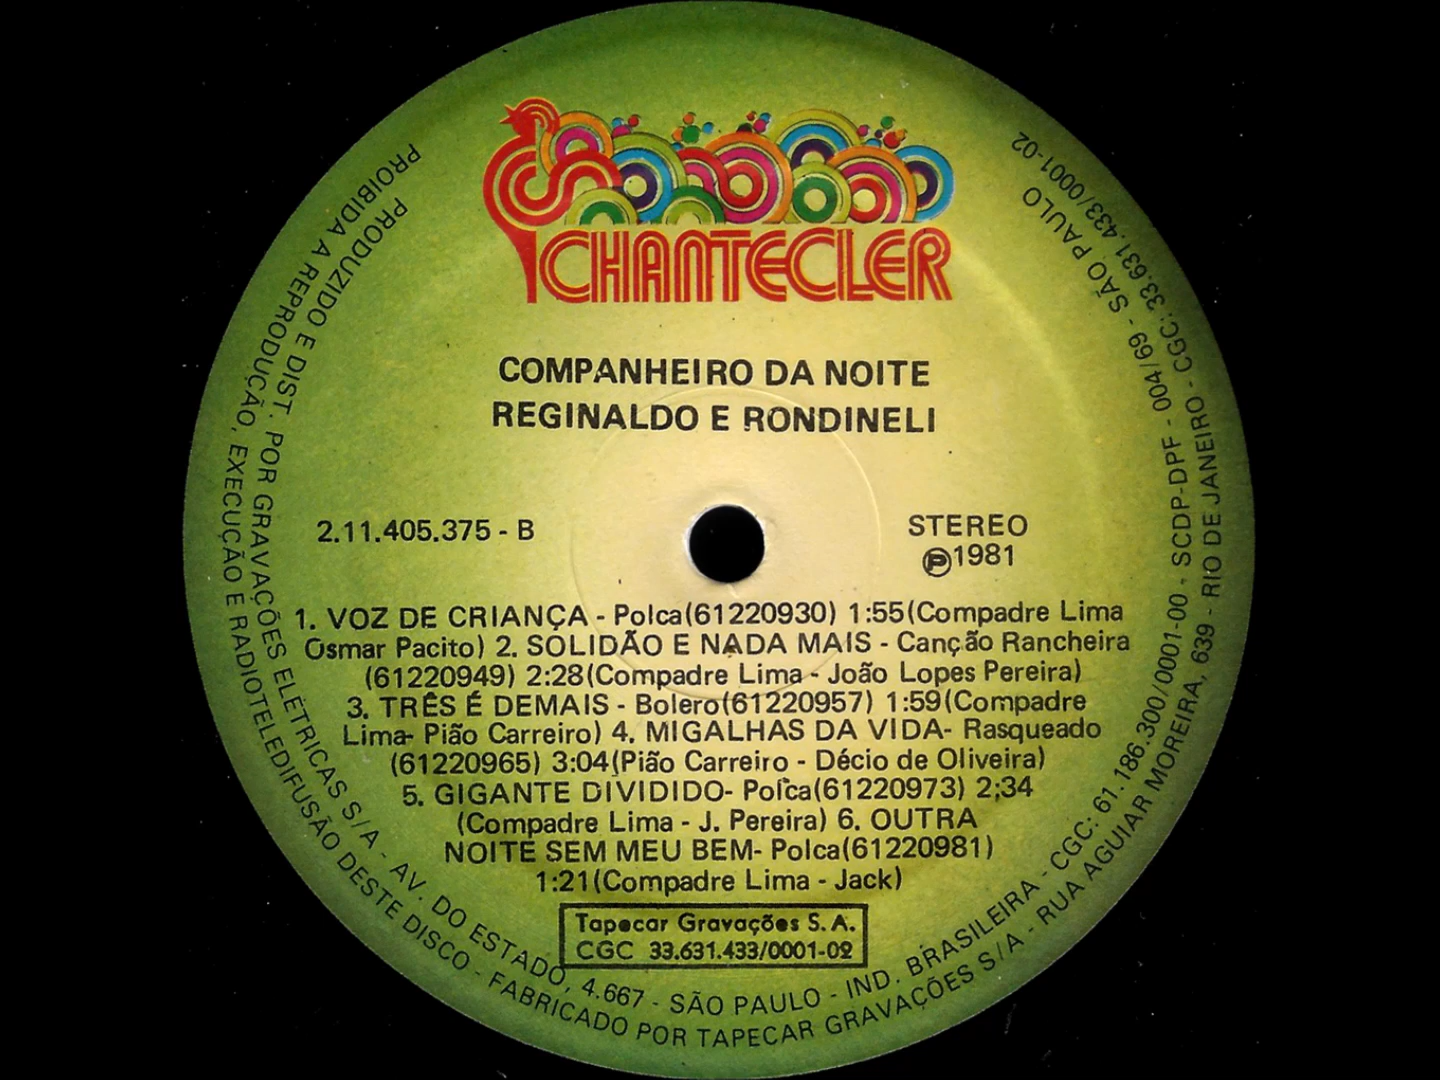 CHANTECLER
COMPANHEIRO DA NOITE
REGINALDO E RONDINELI
2.11.405.375 - B
STEREO
Ⓟ1981
1. VOZ DE CRIANÇA - Polca(61220930) 1:55(Compadre Lima
Osmar Pacito) 2. SOLIDÃO E NADA MAIS - Canção Rancheira
(61220949) 2:28(Compadre Lima - João Lopes Pereira)
3. TRÊS É DEMAIS - Bolero(61220957) 1:59(Compadre
Lima- Pião Carreiro) 4. MIGALHAS DA VIDA- Rasqueado
(61220965) 3:04(Pião Carreiro - Décio de Oliveira)
5. GIGANTE DIVIDIDO- Polca(61220973) 2;34
(Compadre Lima - J. Pereira) 6. OUTRA
NOITE SEM MEU BEM- Polca(61220981)
1:21(Compadre Lima - Jack)
Tapecar Gravações S.A.
CGC 33.631.433/0001-02
PRODUZIDO E DIST. POR GRAVAÇÕES ELÉTRICAS S/A - AV. DO ESTADO, 4.667 - SÃO PAULO - IND. BRASILEIRA - CGC: 61.186.300/0001-00 - SCDP-DPF - 004/69 - SÃO PAULO
PROIBIDA A REPRODUÇÃO, EXECUÇÃO E RADIOTELEDIFUSÃO DESTE DISCO - FABRICADO POR TAPECAR GRAVAÇÕES S/A - RUA AGUIAR MOREIRA, 639 - RIO DE JANEIRO - CGC: 33.631.433/0001-02